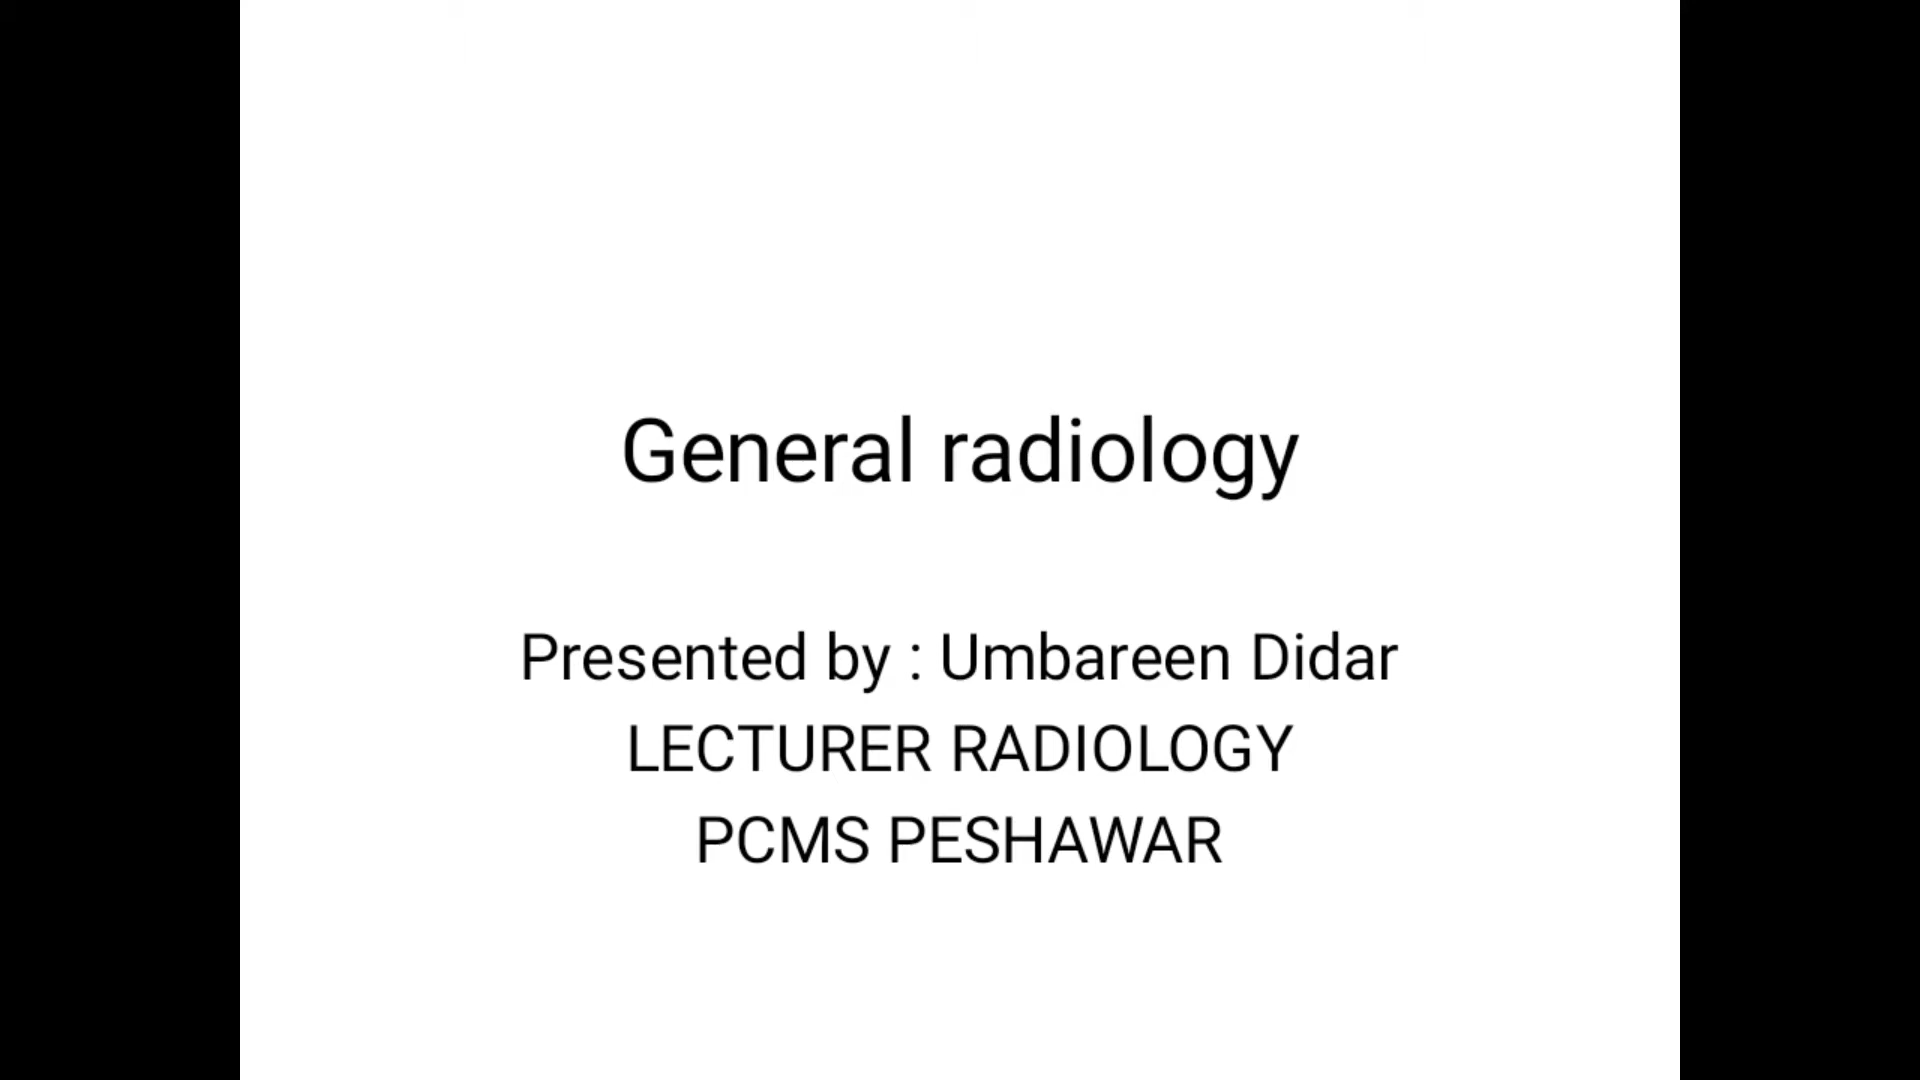 General radiology
Presented by : Umbareen Didar
LECTURER RADIOLOGY
PCMS PESHAWAR